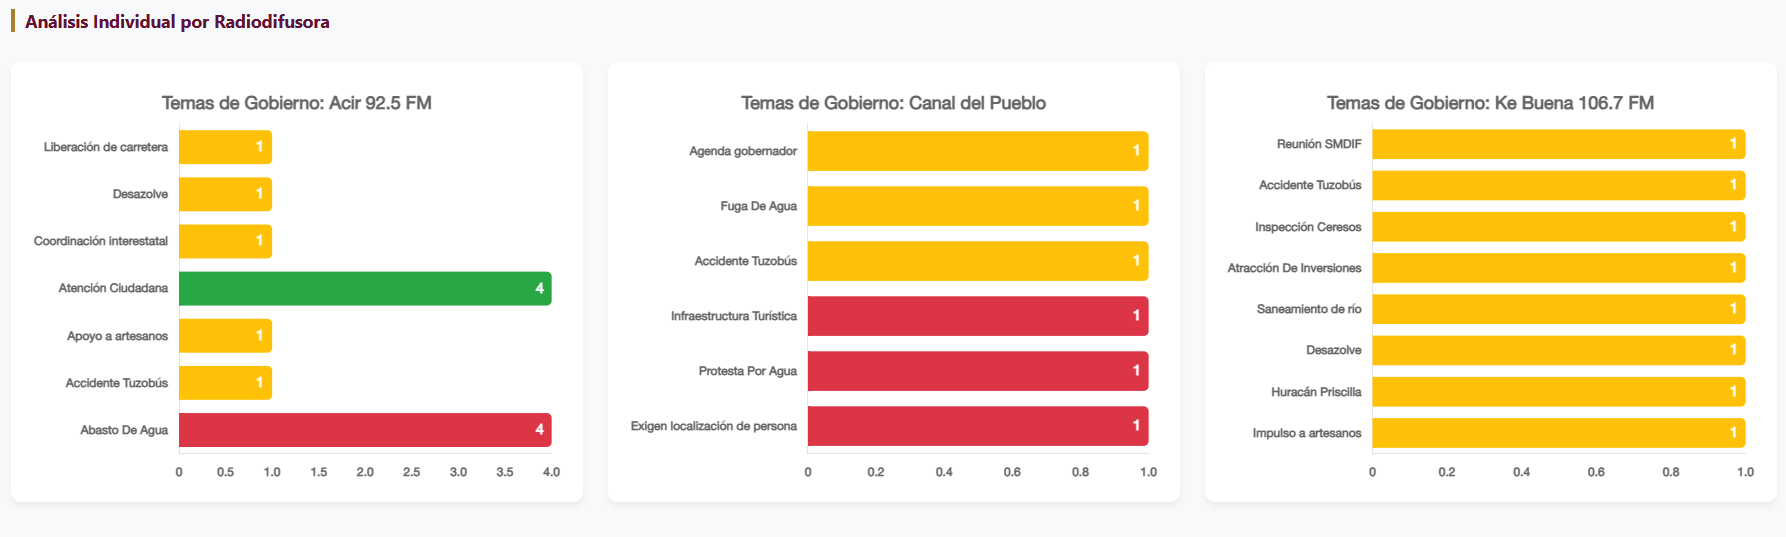 Análisis Individual por Radiodifusora
Temas de Gobierno: Acir 92.5 FM
Liberación de carretera 1
Desazolve 1
Coordinación interestatal 1
Atención Ciudadana 4
Apoyo a artesanos 1
Accidente Tuzobús 1
Abasto De Agua 4
0 0.5 1.0 1.5 2.0 2.5 3.0 3.5 4.0
Temas de Gobierno: Canal del Pueblo
Agenda gobernador 1
Fuga De Agua 1
Accidente Tuzobús 1
Infraestructura Turística 1
Protesta Por Agua 1
Exigen localización de persona 1
0 0.2 0.4 0.6 0.8 1.0
Temas de Gobierno: Ke Buena 106.7 FM
Reunión SMDIF 1
Accidente Tuzobús 1
Inspección Ceresos 1
Atracción De Inversiones 1
Saneamiento de río 1
Desazolve 1
Huracán Priscilla 1
Impulso a artesanos 1
0 0.2 0.4 0.6 0.8 1.0